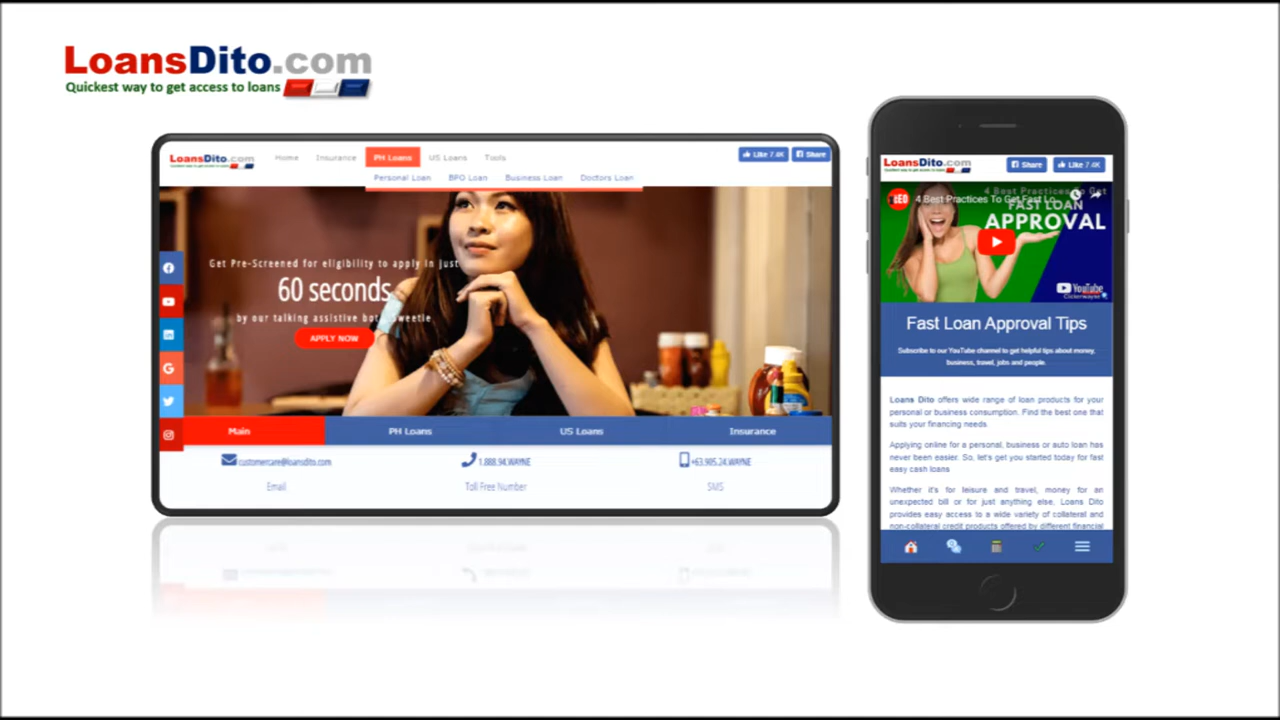 LoansDito.com
Quickest way to get access to loans
LoansDito.com
Home Insurance PH Loans US Loans Tools
Like 7.4K Share
Personal Loan BPO Loan Business Loan Doctors Loan
Get Pre-Screened for eligibility to apply in just
60 seconds
by our talking assistive bot, Sweetie
APPLY NOW
Main PH Loans US Loans Insurance
customercare@loansdito.com 1.888.94.WAYNE +63.905.24.WAYNE
Email Toll Free Number SMS
LoansDito.com
Share Like 7.4K
4 Best Practices To Get
4 Best Practices To Get Fast Lo...
FAST LOAN
APPROVAL
YouTube
Fast Loan Approval Tips
Subscribe to our YouTube channel to get helpful tips about money,
business, travel, jobs and people.
Loans Dito offers wide range of loan products for your
personal or business consumption. Find the best one that
suits your financing needs
Applying online for a personal, business or auto loan has
never been easier. So, let's get you started today for fast
easy cash loans
Whether it's for leisure and travel, money for an
unexpected bill or for just anything else, Loans Dito
provides easy access to a wide variety of collateral and
non-collateral credit products offered by different financial